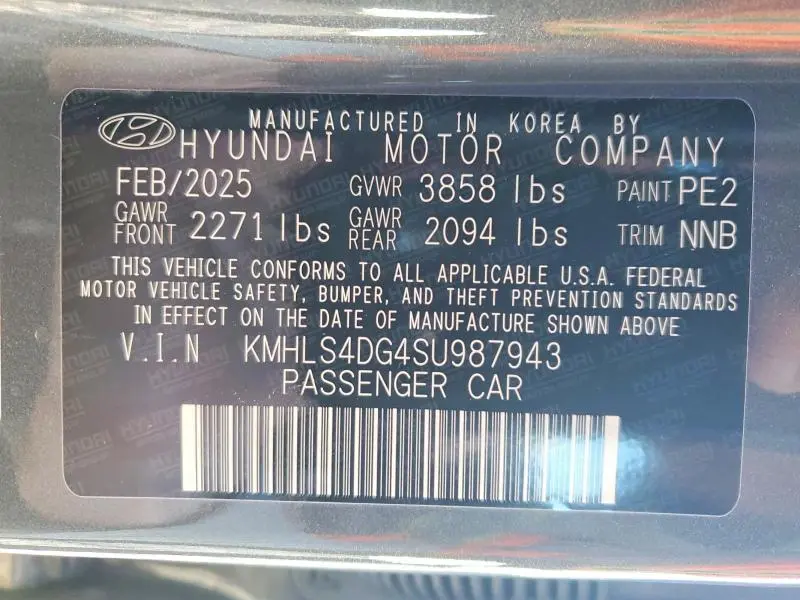 MANUFACTURED IN KOREA BY
HYUNDAI MOTOR COMPANY
FEB/2025 GVWR 3858 lbs PAINT PE2
GAWR FRONT 2271 lbs GAWR REAR 2094 lbs TRIM NNB
THIS VEHICLE CONFORMS TO ALL APPLICABLE U.S.A. FEDERAL
MOTOR VEHICLE SAFETY, BUMPER, AND THEFT PREVENTION STANDARDS
IN EFFECT ON THE DATE OF MANUFACTURE SHOWN ABOVE
V.I.N KMHLS4DG4SU987943
PASSENGER CAR